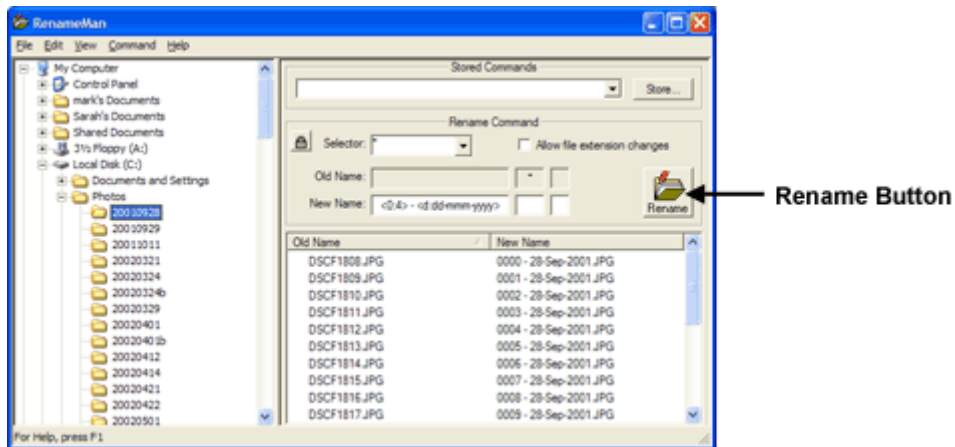 RenameMan
File Edit View Command Help
My Computer
Control Panel
mark's Documents
Sarah's Documents
Shared Documents
3½ Floppy (A:)
Local Disk (C:)
Documents and Settings
Photos
20010928
20010929
20011011
20020321
20020324
20020324b
20020329
20020401
20020401b
20020412
20020414
20020421
20020422
20020501
Stored Commands
Store...
Rename Command
Selector: *
Allow file extension changes
Old Name: *
New Name: <0:4> - <d:dd-mmm-yyyy>
Rename
Rename Button
Old Name New Name
DSCF1808.JPG 0000 - 28-Sep-2001.JPG
DSCF1809.JPG 0001 - 28-Sep-2001.JPG
DSCF1810.JPG 0002 - 28-Sep-2001.JPG
DSCF1811.JPG 0003 - 28-Sep-2001.JPG
DSCF1812.JPG 0004 - 28-Sep-2001.JPG
DSCF1813.JPG 0005 - 28-Sep-2001.JPG
DSCF1814.JPG 0006 - 28-Sep-2001.JPG
DSCF1815.JPG 0007 - 28-Sep-2001.JPG
DSCF1816.JPG 0008 - 28-Sep-2001.JPG
DSCF1817.JPG 0009 - 28-Sep-2001.JPG
For Help, press F1